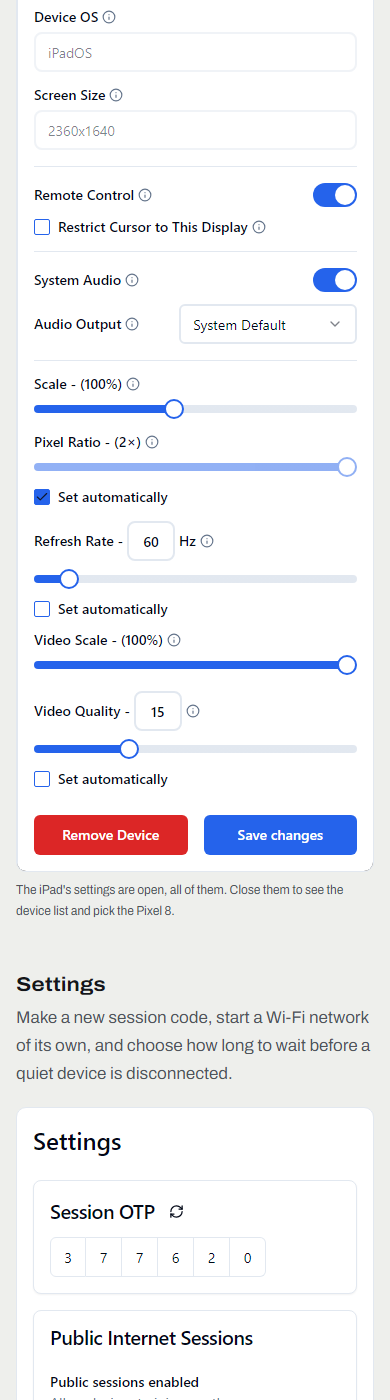 Device OS
iPadOS
Screen Size
2360x1640
Remote Control
Restrict Cursor to This Display
System Audio
Audio Output
System Default
Scale - (100%)
Pixel Ratio - (2×)
Set automatically
Refresh Rate - 60 Hz
Set automatically
Video Scale - (100%)
Video Quality - 15
Set automatically
Remove Device
Save changes
The iPad's settings are open, all of them. Close them to see the
device list and pick the Pixel 8.
Settings
Make a new session code, start a Wi-Fi network
of its own, and choose how long to wait before a
quiet device is disconnected.
Settings
Session OTP
3 7 7 6 2 0
Public Internet Sessions
Public sessions enabled